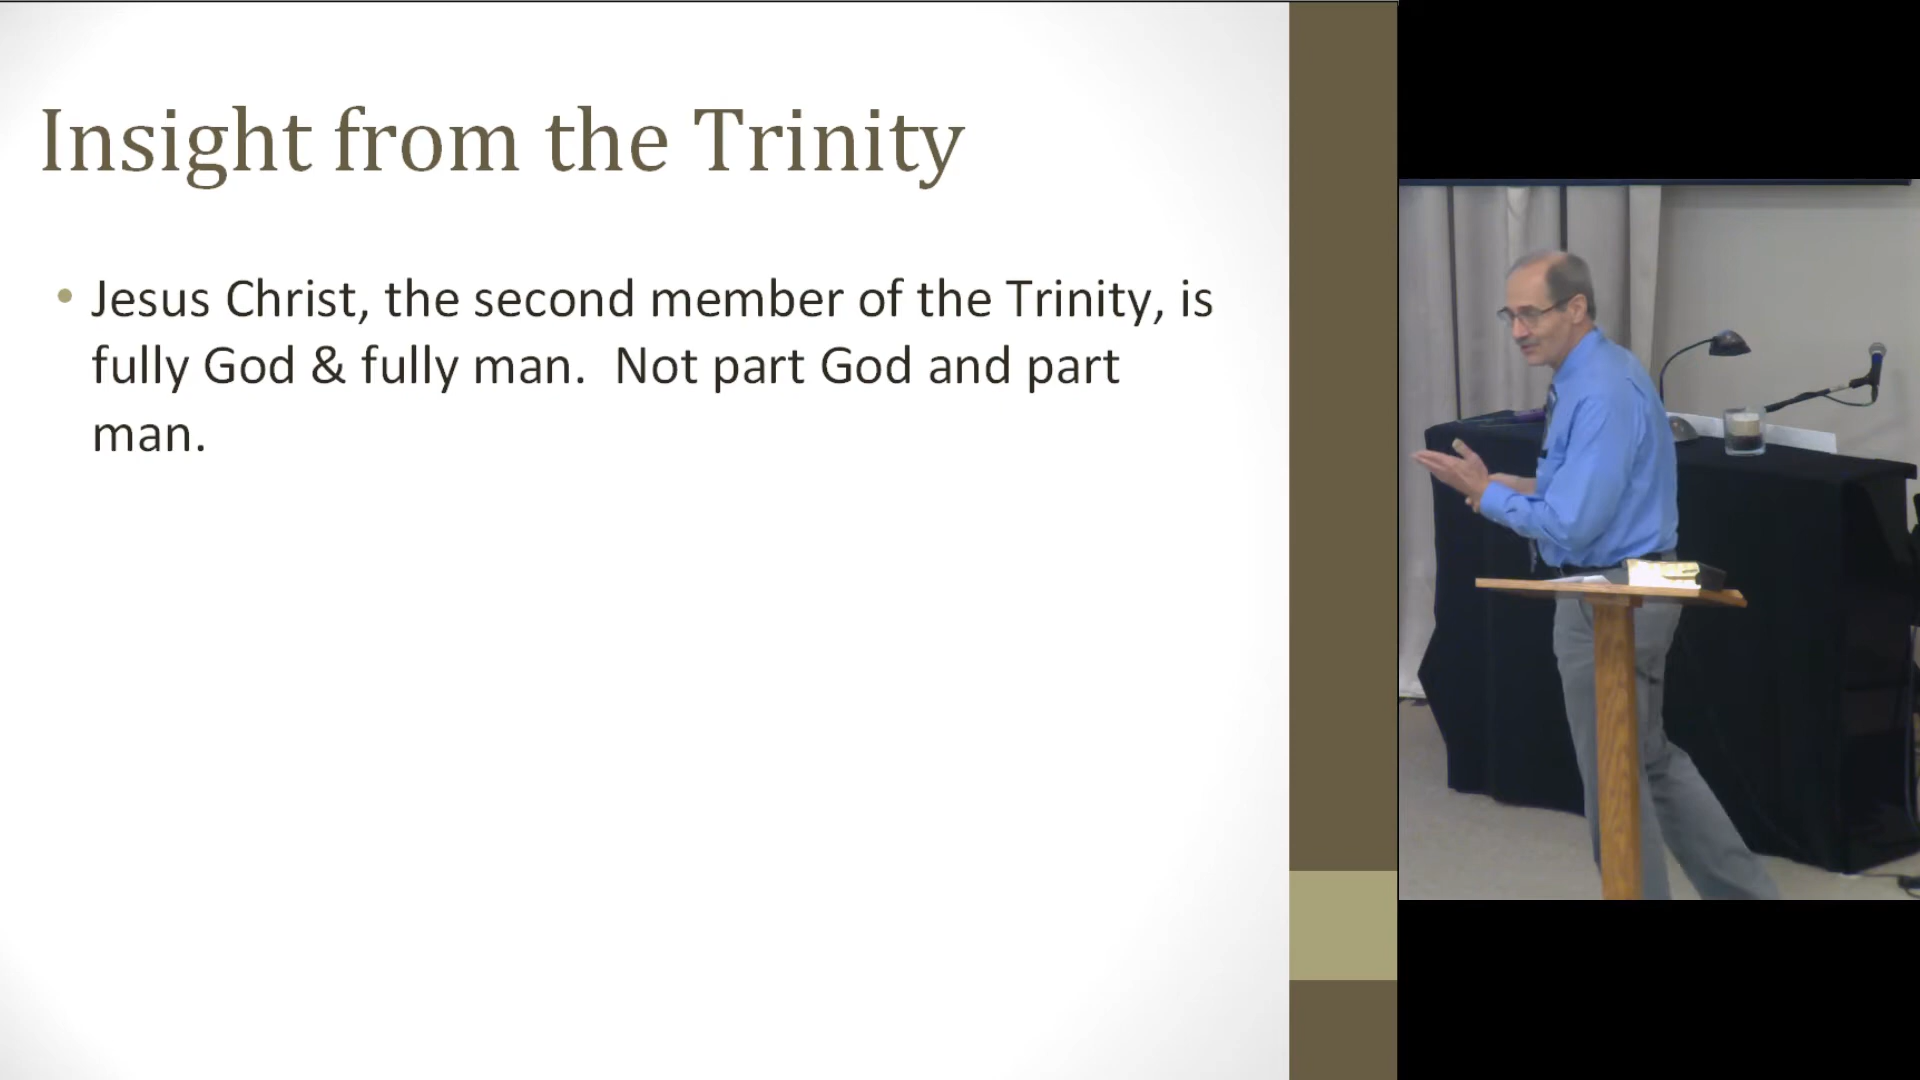 Insight from the Trinity
• Jesus Christ, the second member of the Trinity, is
fully God & fully man.  Not part God and part
man.